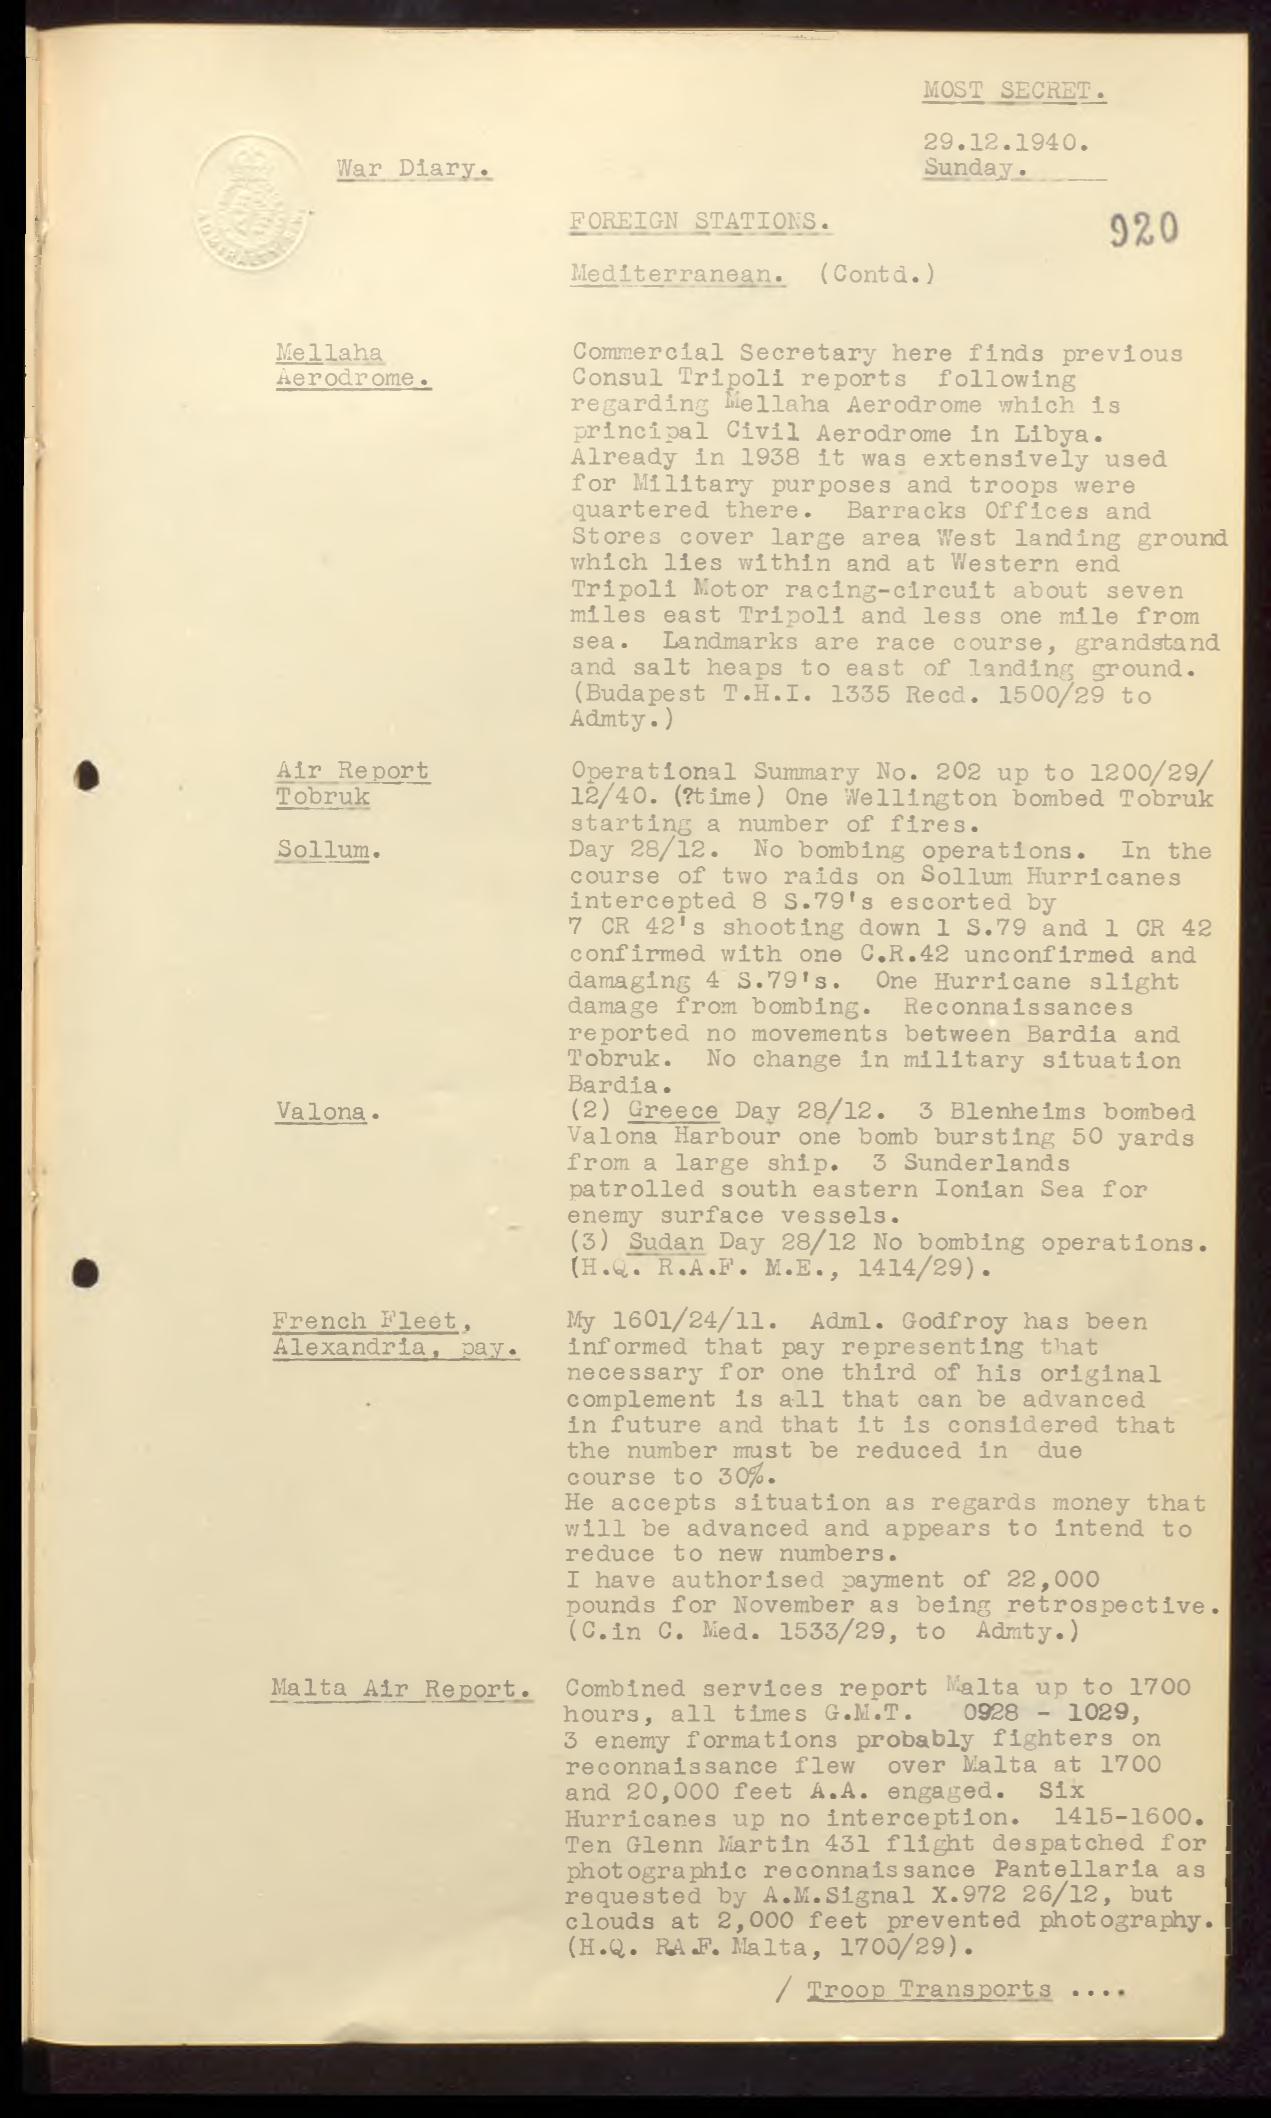 MOST SECRET.
29.12.1940.
War Diary.
Sunday.
FOREIGN STATIONS.
920
Mediterranean. (Contd.)
Mellaha
Aerodrome.
Commercial Secretary here finds previous
Consul Tripoli reports following
regarding Mellaha Aerodrome which is
principal Civil Aerodrome in Libya.
Already in 1938 it was extensively used
for Military purposes and troops were
quartered there. Barracks Offices and
Stores cover large area West landing ground
which lies within and at Western end
Tripoli Motor racing-circuit about seven
miles east Tripoli and less one mile from
sea. Landmarks are race course, grandstand
and salt heaps to east of landing ground.
(Budapest T.H.I. 1335 Recd. 1500/29 to
Admty.)
Air Report
Tobruk
Operational Summary No. 202 up to 1200/29/
12/40. (?time) One Wellington bombed Tobruk
starting a number of fires.
Sollum.
Day 28/12. No bombing operations. In the
course of two raids on Sollum Hurricanes
intercepted 8 S.79's escorted by
7 CR 42's shooting down 1 S.79 and 1 CR 42
confirmed with one C.R.42 unconfirmed and
damaging 4 S.79's. One Hurricane slight
damage from bombing. Reconnaissances
reported no movements between Bardia and
Tobruk. No change in military situation
Bardia.
Valona.
(2) Greece Day 28/12. 3 Blenheims bombed
Valona Harbour one bomb bursting 50 yards
from a large ship. 3 Sunderlands
patrolled south eastern Ionian Sea for
enemy surface vessels.
(3) Sudan Day 28/12 No bombing operations.
(H.Q. R.A.F. M.E., 1414/29).
French Fleet,
Alexandria, pay.
My 1601/24/11. Adml. Godfroy has been
informed that pay representing that
necessary for one third of his original
complement is all that can be advanced
in future and that it is considered that
the number must be reduced in due
course to 30%.
He accepts situation as regards money that
will be advanced and appears to intend to
reduce to new numbers.
I have authorised payment of 22,000
pounds for November as being retrospective.
(C.in C. Med. 1533/29, to Admty.)
Malta Air Report.
Combined services report Malta up to 1700
hours, all times G.M.T. 0928 - 1029,
3 enemy formations probably fighters on
reconnaissance flew over Malta at 1700
and 20,000 feet A.A. engaged. Six
Hurricanes up no interception. 1415-1600.
Ten Glenn Martin 431 flight despatched for
photographic reconnaissance Pantellaria as
requested by A.M.Signal X.972 26/12, but
clouds at 2,000 feet prevented photography.
(H.Q. RA.F. Malta, 1700/29).
/ Troop Transports ....